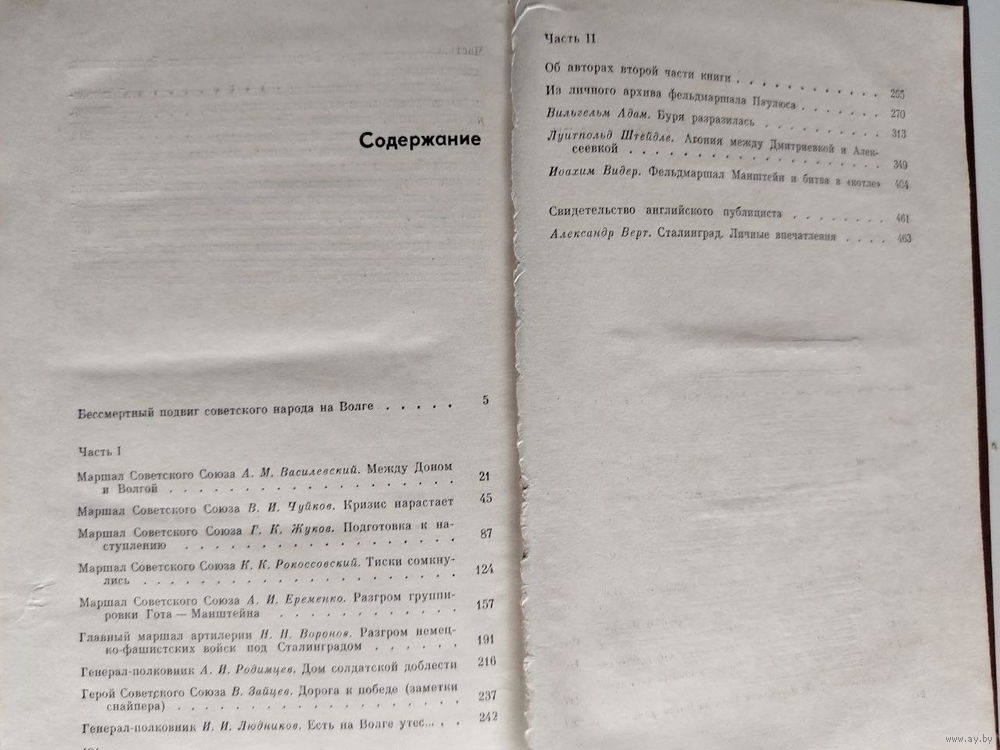 Содержание
Бессмертный подвиг советского народа на Волге . . . . . 5
Часть I
Маршал Советского Союза А. М. Василевский. Между Доном
и Волгой . . . . . . . . . . . . . . . . . 21
Маршал Советского Союза В. И. Чуйков. Кризис нарастает 45
Маршал Советского Союза Г. К. Жуков. Подготовка к на-
ступлению . . . . . . . . . . . . . . . . 87
Маршал Советского Союза К. К. Рокоссовский. Тиски сомкну-
лись . . . . . . . . . . . . . . . . . . 124
Маршал Советского Союза А. И. Еременко. Разгром группи-
ровки Гота — Манштейна . . . . . . . . . . 157
Главный маршал артиллерии Н. Н. Воронов. Разгром немец-
ко-фашистских войск под Сталинградом . . . . . . 191
Генерал-полковник А. И. Родимцев. Дом солдатской доблести 216
Герой Советского Союза В. Зайцев. Дорога к победе (заметки
снайпера) . . . . . . . . . . . . . . . . 237
Генерал-полковник И. И. Людников. Есть на Волге утес... . . 242
Часть II
Об авторах второй части книги . . . . . . . . . . 255
Из личного архива фельдмаршала Паулюса . . . . . . 270
Вильгельм Адам. Буря разразилась . . . . . . . . . 313
Луитпольд Штейдле. Агония между Дмитриевкой и Алек-
сеевкой . . . . . . . . . . . . . . . . . 349
Иоахим Видер. Фельдмаршал Манштейн и битва в «котле» 404
Свидетельство английского публициста . . . . . . . 461
Александр Верт. Сталинград. Личные впечатления . . . . 463
www.ay.by